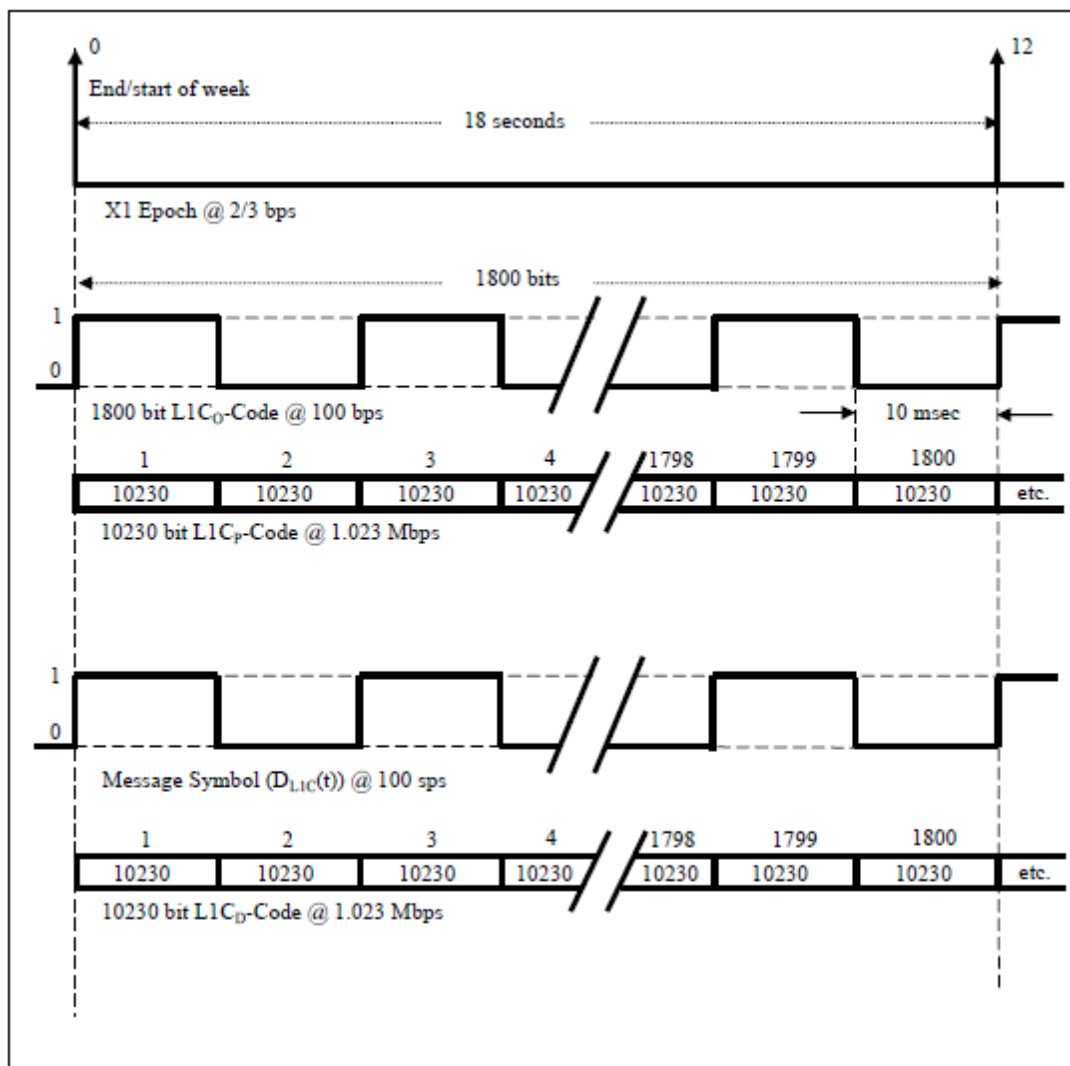 0 12
End/start of week
18 seconds
X1 Epoch @ 2/3 bps
1800 bits
1
0
1800 bit L1C₀-Code @ 100 bps
10 msec
1 2 3 4 1798 1799 1800
10230 10230 10230 10230 10230 10230 10230 etc.
10230 bit L1Cₚ-Code @ 1.023 Mbps
1
0
Message Symbol (D_L1C(t)) @ 100 sps
1 2 3 4 1798 1799 1800
10230 10230 10230 10230 10230 10230 10230 etc.
10230 bit L1C_D-Code @ 1.023 Mbps